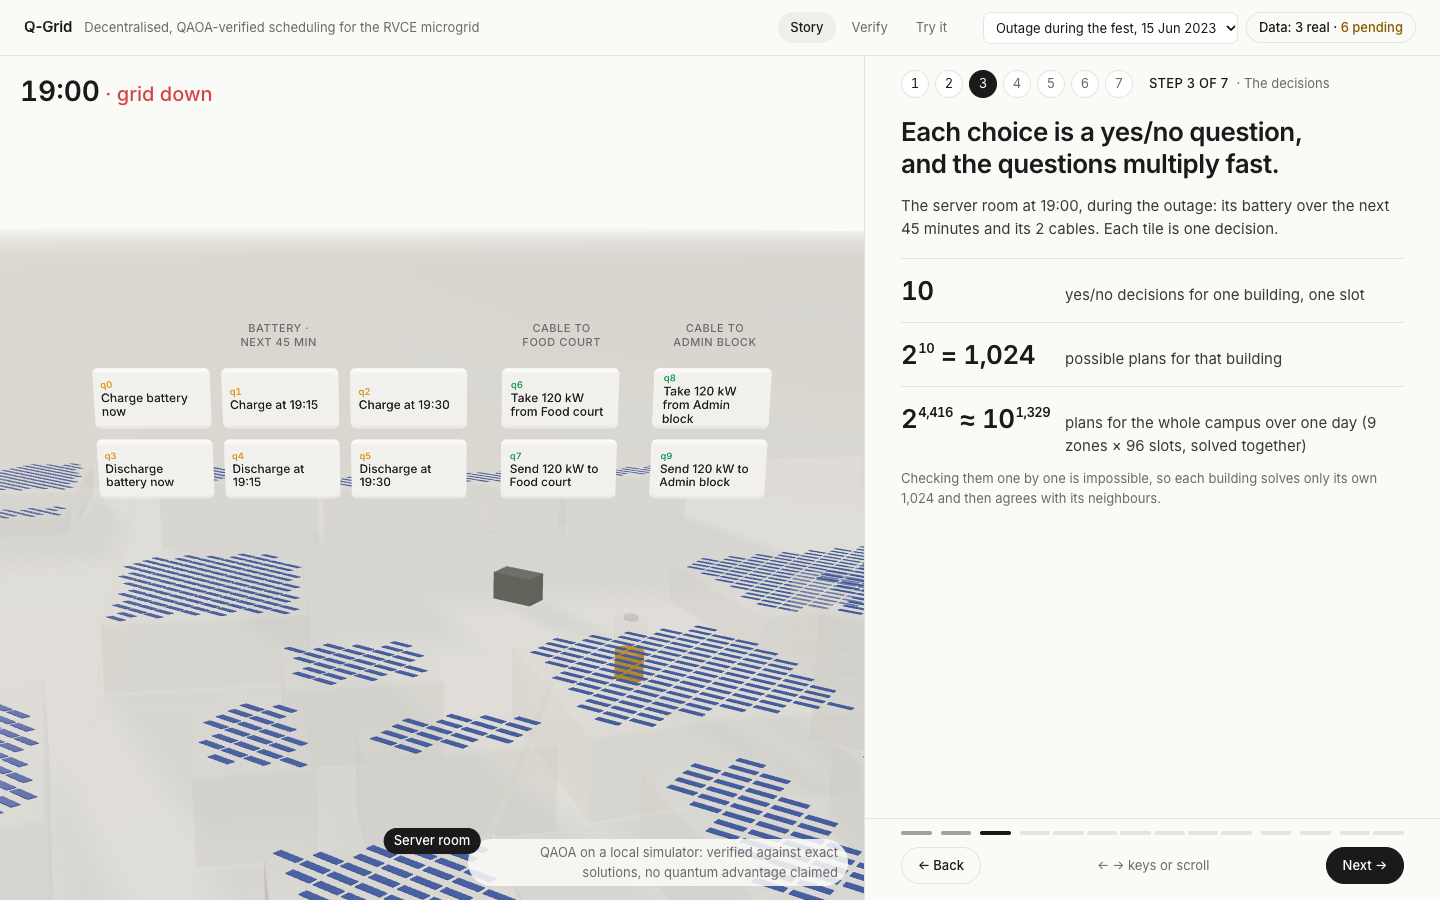 Q-Grid Decentralised, QAOA-verified scheduling for the RVCE microgrid
Story Verify Try it
Outage during the fest, 15 Jun 2023
Data: 3 real · 6 pending
19:00 · grid down
BATTERY ·
NEXT 45 MIN
CABLE TO
FOOD COURT
CABLE TO
ADMIN BLOCK
q0
Charge battery
now
q1
Charge at 19:15
q2
Charge at 19:30
q6
Take 120 kW
from Food court
q8
Take 120 kW
from Admin
block
q3
Discharge
battery now
q4
Discharge at
19:15
q5
Discharge at
19:30
q7
Send 120 kW to
Food court
q9
Send 120 kW to
Admin block
Server room
QAOA on a local simulator: verified against exact
solutions, no quantum advantage claimed
1 2 3 4 5 6 7 STEP 3 OF 7 · The decisions
Each choice is a yes/no question,
and the questions multiply fast.
The server room at 19:00, during the outage: its battery over the next
45 minutes and its 2 cables. Each tile is one decision.
10 yes/no decisions for one building, one slot
2^10 = 1,024 possible plans for that building
2^4,416 ≈ 10^1,329 plans for the whole campus over one day (9
zones × 96 slots, solved together)
Checking them one by one is impossible, so each building solves only its own
1,024 and then agrees with its neighbours.
← Back
← → keys or scroll
Next →